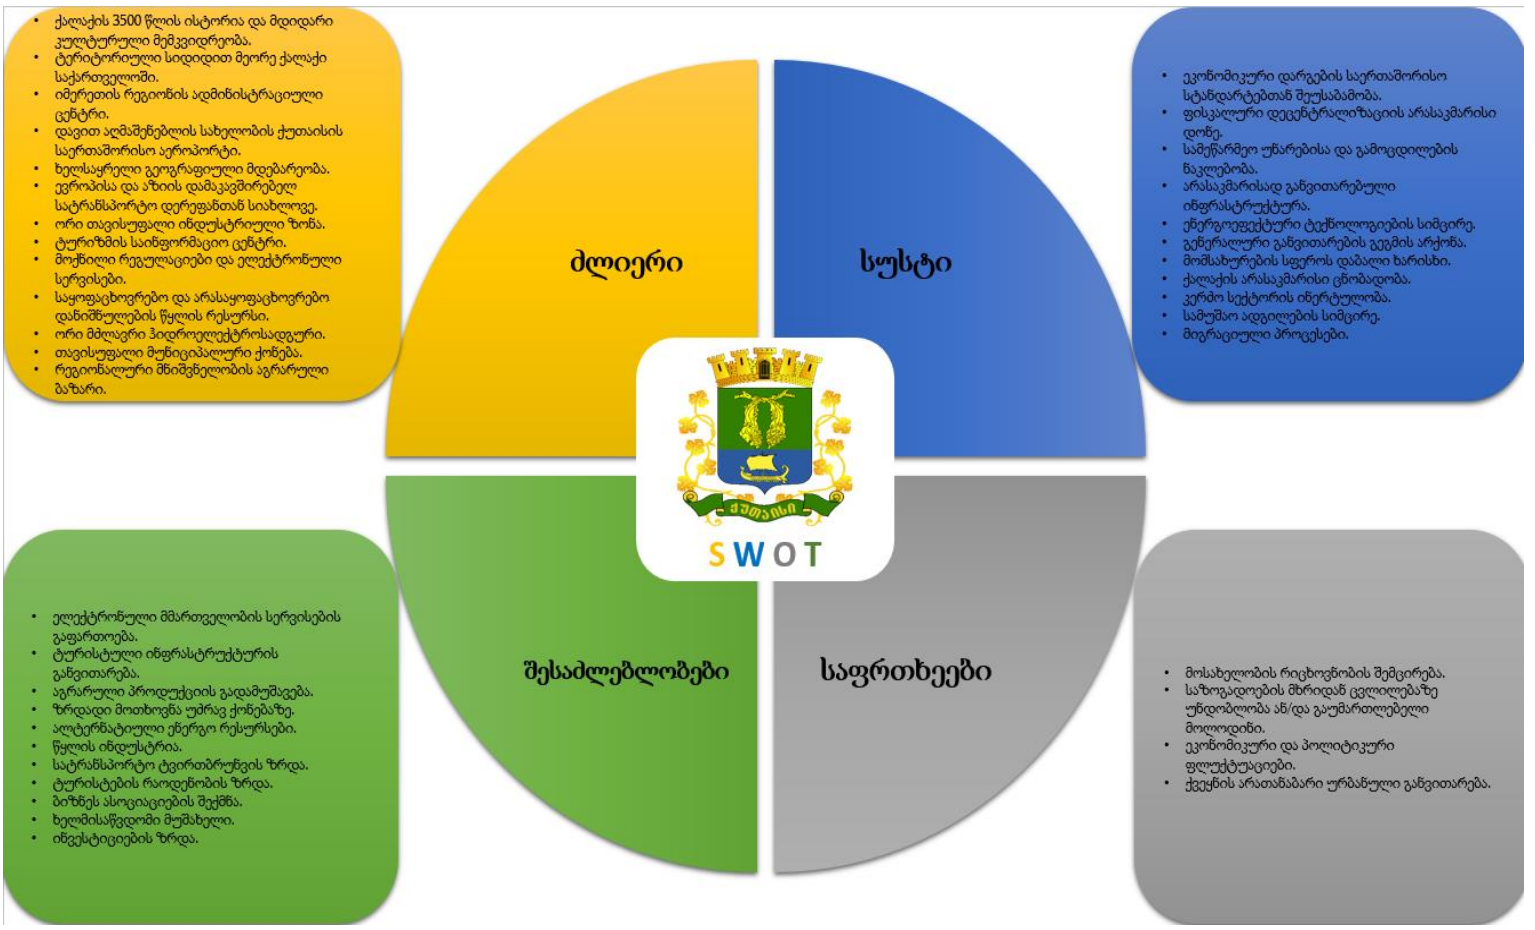 • ქალაქის 3500 წლის ისტორია და მდიდარი
კულტურული მემკვიდრეობა.
• ტერიტორიული სიდიდით მეორე ქალაქი
საქართველოში.
• იმერეთის რეგიონის ადმინისტრაციული
ცენტრი.
• დავით აღმაშენებლის სახელობის ქუთაისის
საერთაშორისო აეროპორტი.
• ხელსაყრელი გეოგრაფიული მდებარეობა.
• ევროპისა და აზიის დამაკავშირებელ
სატრანსპორტო დერეფანთან სიახლოვე.
• ორი თავისუფალი ინდუსტრიული ზონა.
• ტურიზმის საინფორმაციო ცენტრი.
• მოქნილი რეგულაციები და ელექტრონული
სერვისები.
• საყოფაცხოვრებო და არასაყოფაცხოვრებო
დანიშნულების წყლის რესურსი.
• ორი მძლავრი ჰიდროელექტროსადგური.
• თავისუფალი მუნიციპალური ქონება.
• რეგიონალური მნიშვნელობის აგრარული
ბაზარი.
ძლიერი
სუსტი
• ეკონომიკური დარგების საერთაშორისო
სტანდარტებთან შეუსაბამობა.
• ფისკალური დეცენტრალიზაციის არასაკმარისი
დონე.
• სამეწარმეო უნარებისა და გამოცდილების
ნაკლებობა.
• არასაკმარისად განვითარებული
ინფრასტრუქტურა.
• ენერგოეფექტური ტექნოლოგიების სიმცირე.
• გენერალური განვითარების გეგმის არქონა.
• მომსახურების სფეროს დაბალი ხარისხი.
• ქალაქის არასაკმარისი ცნობადობა.
• კერძო სექტორის ინერტულობა.
• სამუშაო ადგილების სიმცირე.
• მიგრაციული პროცესები.
ქუთაისი
SWOT
• ელექტრონული მმართველობის სერვისების
გაფართოება.
• ტურისტული ინფრასტრუქტურის
განვითარება.
• აგრარული პროდუქციის გადამუშავება.
• ზრდადი მოთხოვნა უძრავ ქონებაზე.
• ალტერნატიული ენერგო რესურსები.
• წყლის ინდუსტრია.
• სატრანსპორტო ტვირთბრუნვის ზრდა.
• ტურისტების რაოდენობის ზრდა.
• ბიზნეს ასოციაციების შექმნა.
• ხელმისაწვდომი მუშახელი.
• ინვესტიციების ზრდა.
შესაძლებლობები
საფრთხეები
• მოსახელობის რიცხოვნობის შემცირება.
• საზოგადოების მხრიდან ცვლილებაზე
უნდობლობა ან/და გაუმართლებელი
მოლოდინი.
• ეკონომიკური და პოლიტიკური
ფლუქტუაციები.
• ქვეყნის არათანაბარი ურბანული განვითარება.